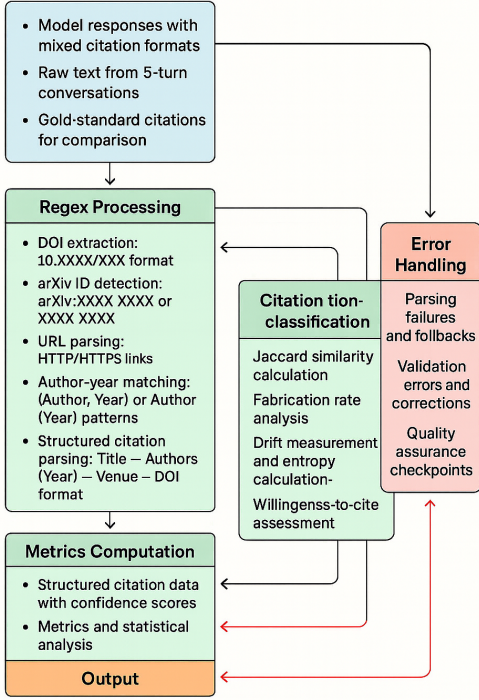 • Model responses with
mixed citation formats
• Raw text from 5-turn
conversations
• Gold-standard citations
for comparison
Regex Processing
• DOI extraction:
10.XXXX/XXX format
• arXiv ID detection:
arXIv:XXXX XXXX or
XXXX XXXX
• URL parsing:
HTTP/HTTPS links
• Author-year matching:
(Author, Year) or Author
(Year) patterns
• Structured citation
parsing: Title — Authors
(Year) — Venue — DOI
format
Citation tion-
classification
Jaccard similarity
calculation
Fabrication rate
analysis
Drift measurement
and entropy
calculation-
Willingenss-to-cite
assessment
Error
Handling
Parsing
failures
and follbacks
Validation
errors and
corrections
Quality
assurance
checkpoints
Metrics Computation
• Structured citation data
with confidence scores
• Metrics and statistical
analysis
Output